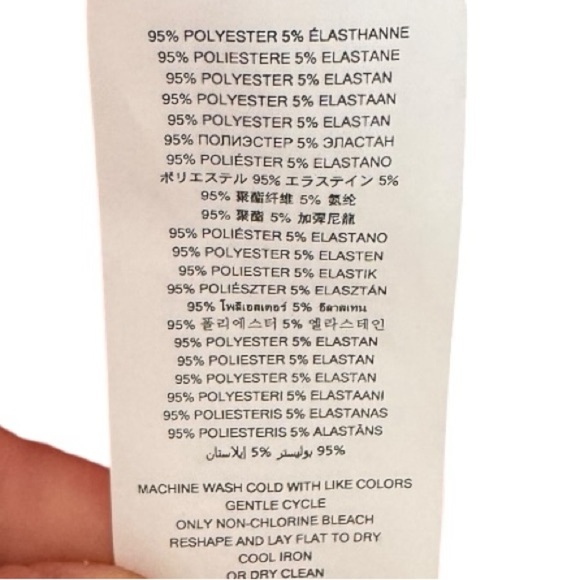 95% POLYESTER 5% ÉLASTHANNE
95% POLIESTERE 5% ELASTANE
95% POLYESTER 5% ELASTAN
95% POLYESTER 5% ELASTAAN
95% POLYESTER 5% ELASTAN
95% ПОЛИЭСТЕР 5% ЭЛАСТАН
95% POLIÉSTER 5% ELASTANO
ポリエステル 95% エラステイン 5%
95% 聚酯纤维 5% 氨纶
95% 聚酯 5% 加彈尼龍
95% POLIÉSTER 5% ELASTANO
95% POLYESTER 5% ELASTEN
95% POLIESTER 5% ELASTIK
95% POLIÉSZTER 5% ELASZTÁN
95% โพลีเอสเตอร์ 5% อีลาสเทน
95% 폴리에스터 5% 엘라스테인
95% POLYESTER 5% ELASTAN
95% POLIESTER 5% ELASTAN
95% POLYESTER 5% ELASTAN
95% POLYESTERI 5% ELASTAANI
95% POLIESTERIS 5% ELASTANAS
95% POLIESTERIS 5% ALASTĀNS
95% بوليستر 5% إيلاستان
MACHINE WASH COLD WITH LIKE COLORS
GENTLE CYCLE
ONLY NON-CHLORINE BLEACH
RESHAPE AND LAY FLAT TO DRY
COOL IRON
OR DRY CLEAN